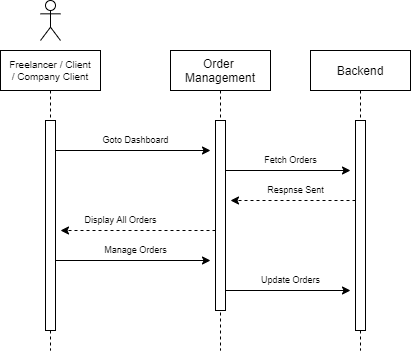 Freelancer / Client
/ Company Client
Order
Management
Backend
Goto Dashboard
Fetch Orders
Respnse Sent
Display All Orders
Manage Orders
Update Orders